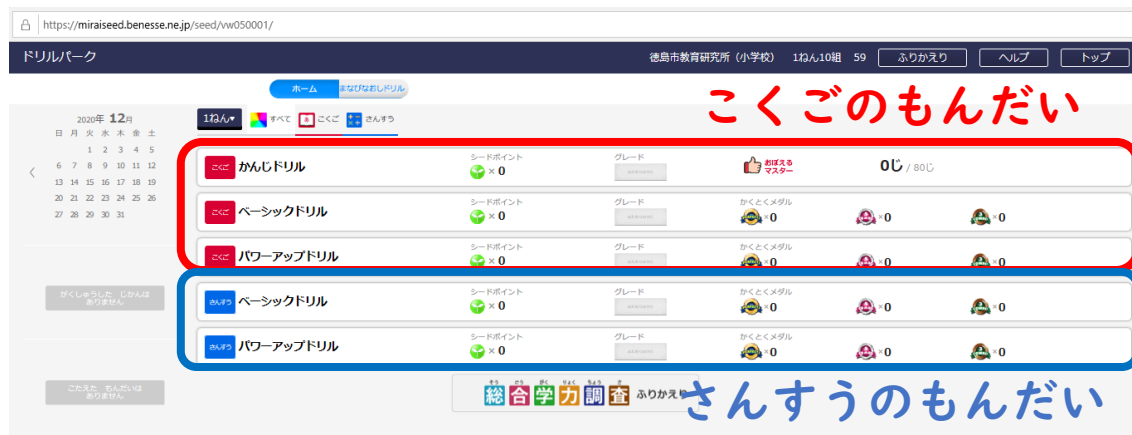 https://miraiseed.benesse.ne.jp/seed/vw050001/
ドリルパーク 徳島市教育研究所（小学校） 1ねん10組 59 ふりかえり ヘルプ トップ
ホーム まなびなおしドリル
こくごのもんだい
2020年 12月
日 月 火 水 木 金 土
1 2 3 4 5
6 7 8 9 10 11 12
13 14 15 16 17 18 19
20 21 22 23 24 25 26
27 28 29 30 31
がくしゅうした じかんは
ありません
こたえた もんだいは
ありません
1ねん▾ すべて こくご さんすう
こくご かんじドリル シードポイント × 0 グレード おぼえる マスター 0じ / 80じ
こくご ベーシックドリル シードポイント × 0 グレード かくとくメダル ×0 ×0 ×0
こくご パワーアップドリル シードポイント × 0 グレード かくとくメダル ×0 ×0 ×0
さんすう ベーシックドリル シードポイント × 0 グレード かくとくメダル ×0 ×0 ×0
さんすう パワーアップドリル シードポイント × 0 グレード かくとくメダル ×0 ×0 ×0
総合学力調査 ふりかえり
さんすうのもんだい